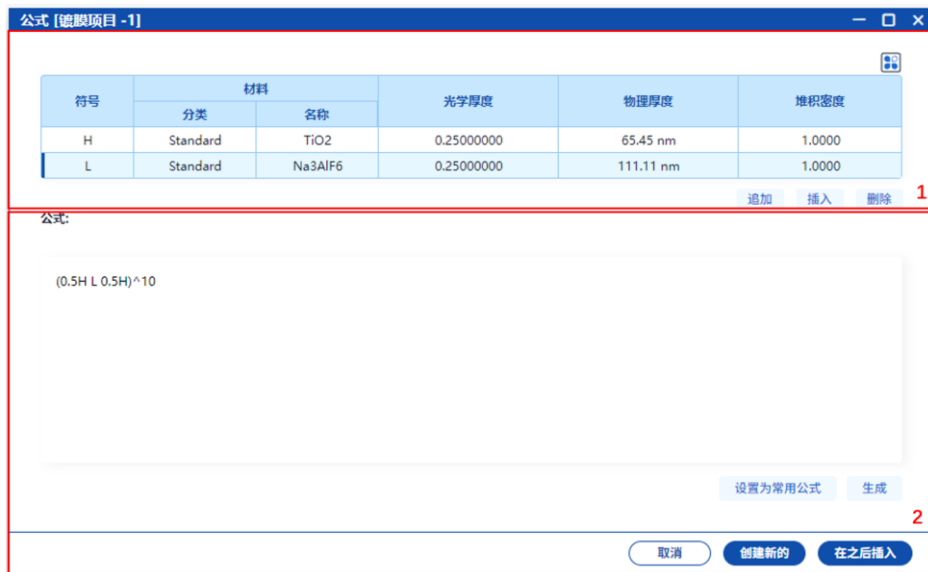 公式 [镀膜项目 -1]
符号 材料 光学厚度 物理厚度 堆积密度
分类 名称
H Standard TiO2 0.25000000 65.45 nm 1.0000
L Standard Na3AlF6 0.25000000 111.11 nm 1.0000
追加 插入 删除 1
公式:
(0.5H L 0.5H)^10
设置为常用公式 生成
2
取消 创建新的 在之后插入